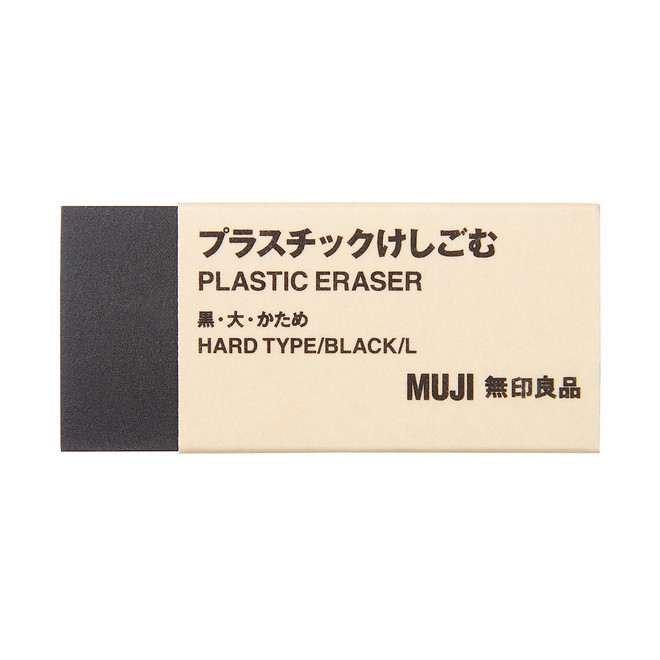 プラスチックけしごむ
PLASTIC ERASER
黒・大・かため
HARD TYPE/BLACK/L
MUJI 無印良品